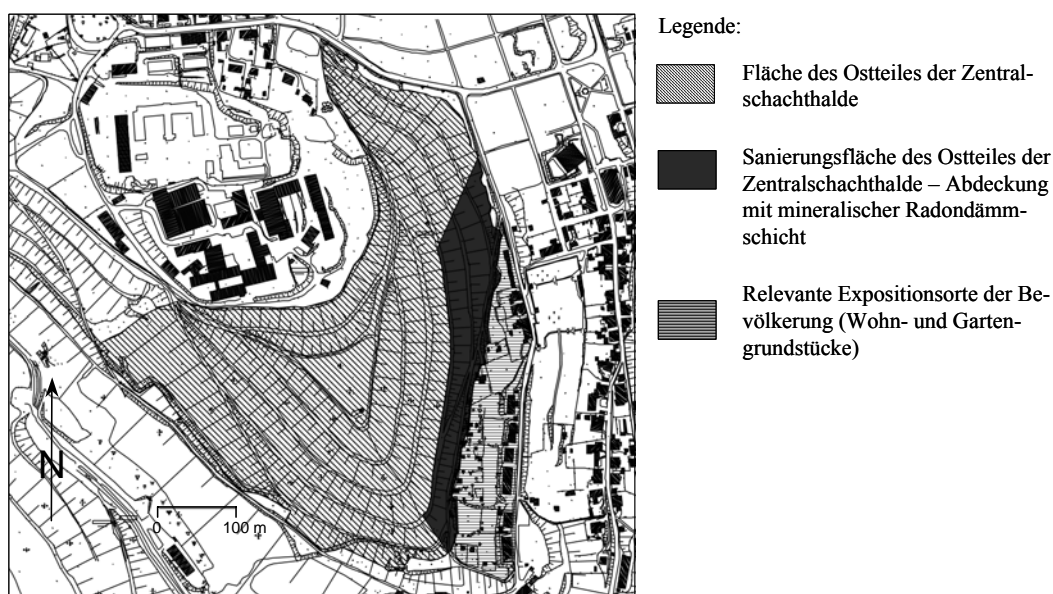 Legende:
Fläche des Ostteiles der Zentral-
schachthalde
Sanierungsfläche des Ostteiles der
Zentralschachthalde – Abdeckung
mit mineralischer Radondämm-
schicht
Relevante Expositionsorte der Be-
völkerung (Wohn- und Garten-
grundstücke)
N
0 100 m